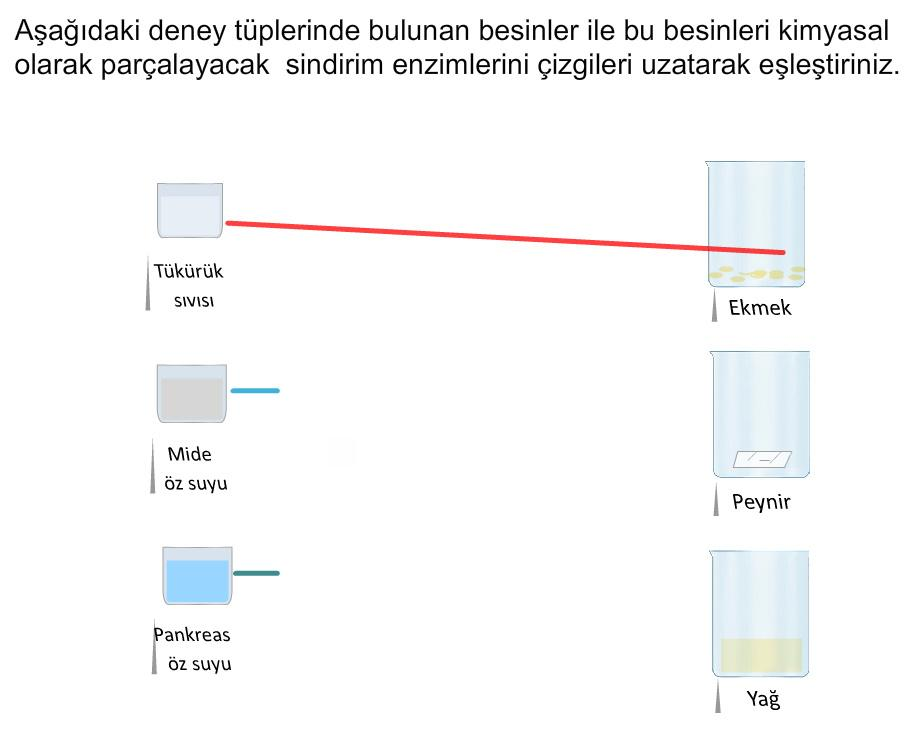 Aşağıdaki deney tüplerinde bulunan besinler ile bu besinleri kimyasal
olarak parçalayacak  sindirim enzimlerini çizgileri uzatarak eşleştiriniz.
Tükürük
sıvısı
Ekmek
Mide
öz suyu
Peynir
Pankreas
öz suyu
Yağ